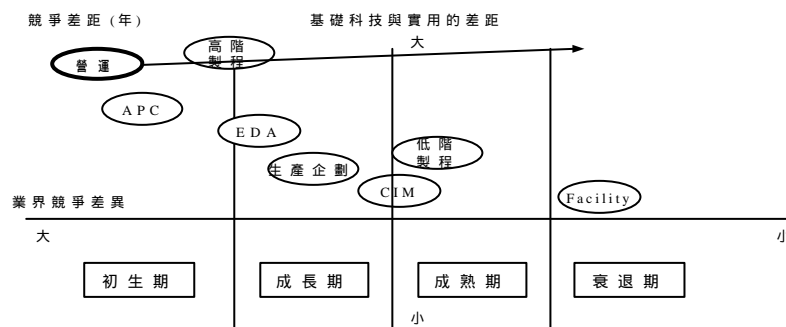 競爭差距(年)
基礎科技與實用的差距
大
高階
製程
營運
APC
EDA
低階
製程
生產企劃
CIM
Facility
業界競爭差異
大
小
初生期
成長期
成熟期
衰退期
小